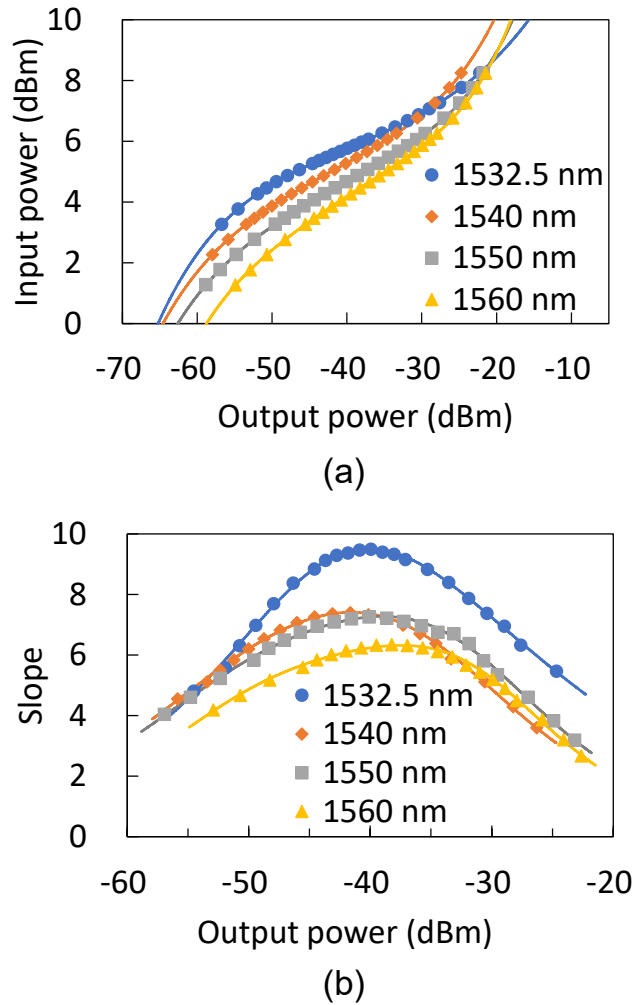 10
8
6
4
2
0
Input power (dBm)
1532.5 nm
1540 nm
1550 nm
1560 nm
-70 -60 -50 -40 -30 -20 -10
Output power (dBm)
(a)
10
8
6
4
2
0
Slope
1532.5 nm
1540 nm
1550 nm
1560 nm
-60 -50 -40 -30 -20
Output power (dBm)
(b)